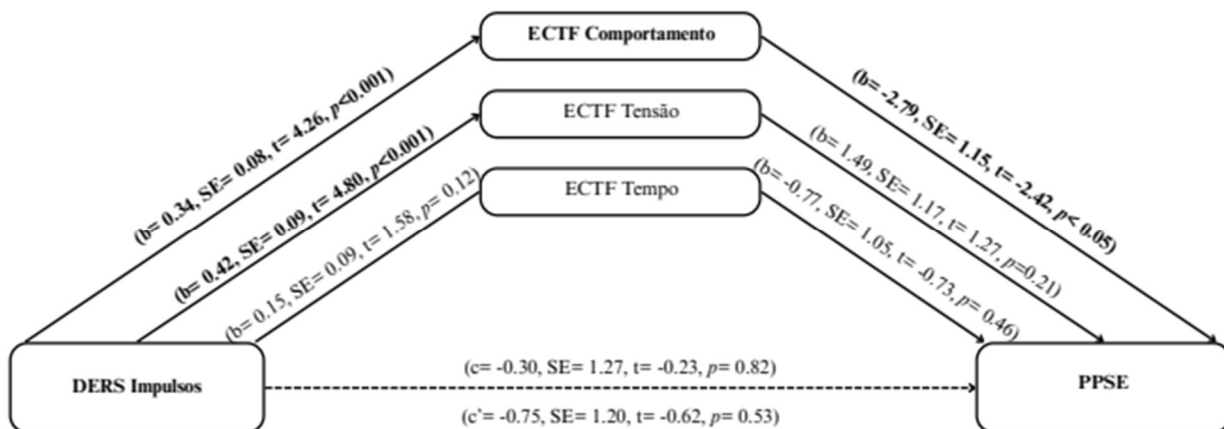 ECTF Comportamento
(b= 0.34, SE= 0.08, t= 4.26, p<0.001)
(b= -2.79, SE= 1.15, t= -2.42, p< 0.05)
ECTF Tensão
(b= 0.42, SE= 0.09, t= 4.80, p<0.001)
(b= 1.49, SE= 1.17, t= 1.27, p=0.21)
ECTF Tempo
(b= 0.15, SE= 0.09, t= 1.58, p= 0.12)
(b= -0.77, SE= 1.05, t= -0.73, p= 0.46)
DERS Impulsos
(c= -0.30, SE= 1.27, t= -0.23, p= 0.82)
PPSE
(c'= -0.75, SE= 1.20, t= -0.62, p= 0.53)